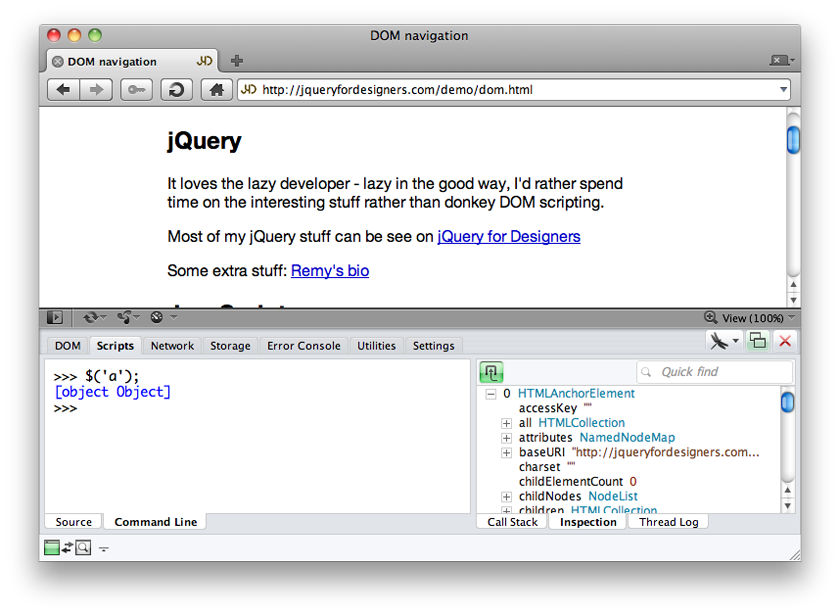 DOM navigation
DOM navigation
http://jqueryfordesigners.com/demo/dom.html
jQuery
It loves the lazy developer - lazy in the good way, I'd rather spend
time on the interesting stuff rather than donkey DOM scripting.
Most of my jQuery stuff can be see on jQuery for Designers
Some extra stuff: Remy's bio
View (100%)
DOM Scripts Network Storage Error Console Utilities Settings
>>> $('a');
[object Object]
>>>
Quick find
0 HTMLAnchorElement
accessKey ""
all HTMLCollection
attributes NamedNodeMap
baseURI "http://jqueryfordesigners.com...
charset ""
childElementCount 0
childNodes NodeList
children HTMLCollection
Source Command Line
Call Stack Inspection Thread Log